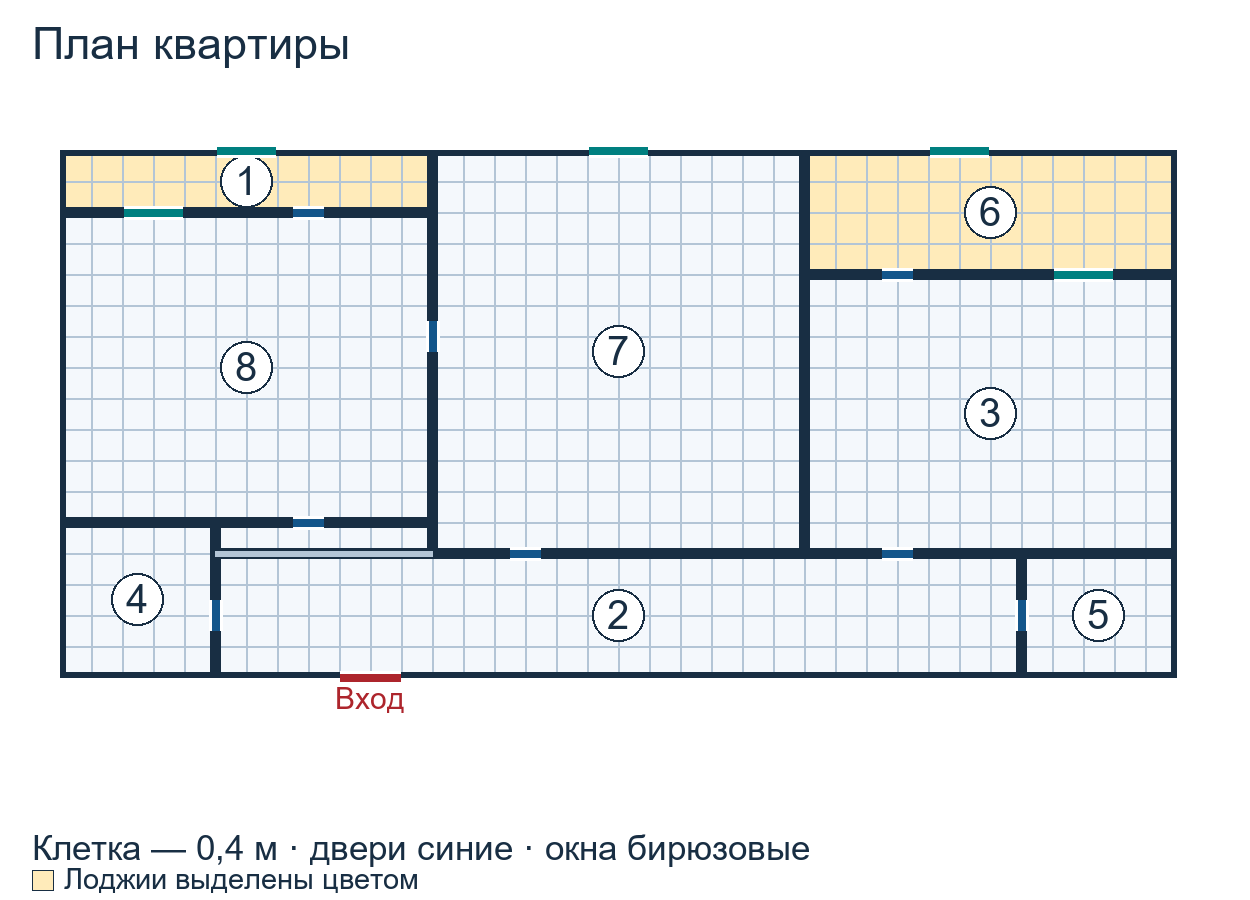 План квартиры
1
6
7
8
3
4
2
5
Вход
Клетка — 0,4 м · двери синие · окна бирюзовые
Лоджии выделены цветом